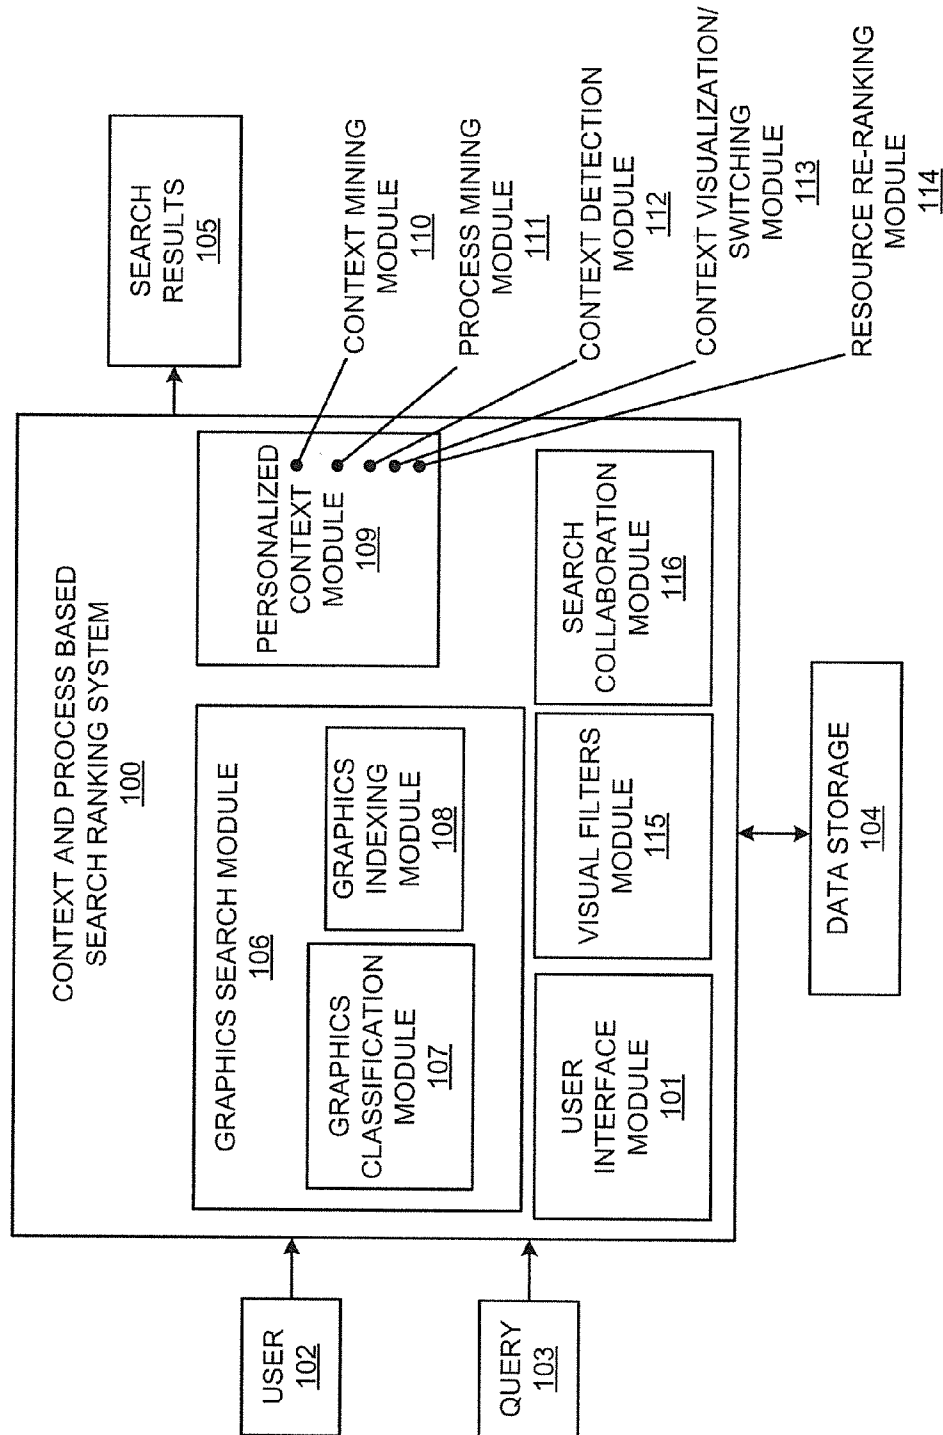 CONTEXT AND PROCESS BASED
SEARCH RANKING SYSTEM
100
USER
102
QUERY
103
GRAPHICS SEARCH MODULE
106
GRAPHICS
CLASSIFICATION
MODULE
107
GRAPHICS
INDEXING
MODULE
108
PERSONALIZED
CONTEXT
MODULE
109
USER
INTERFACE
MODULE
101
VISUAL FILTERS
MODULE
115
SEARCH
COLLABORATION
MODULE
116
DATA STORAGE
104
SEARCH
RESULTS
105
CONTEXT MINING
MODULE
110
PROCESS MINING
MODULE
111
CONTEXT DETECTION
MODULE
112
CONTEXT VISUALIZATION/
SWITCHING
MODULE
113
RESOURCE RE-RANKING
MODULE
114